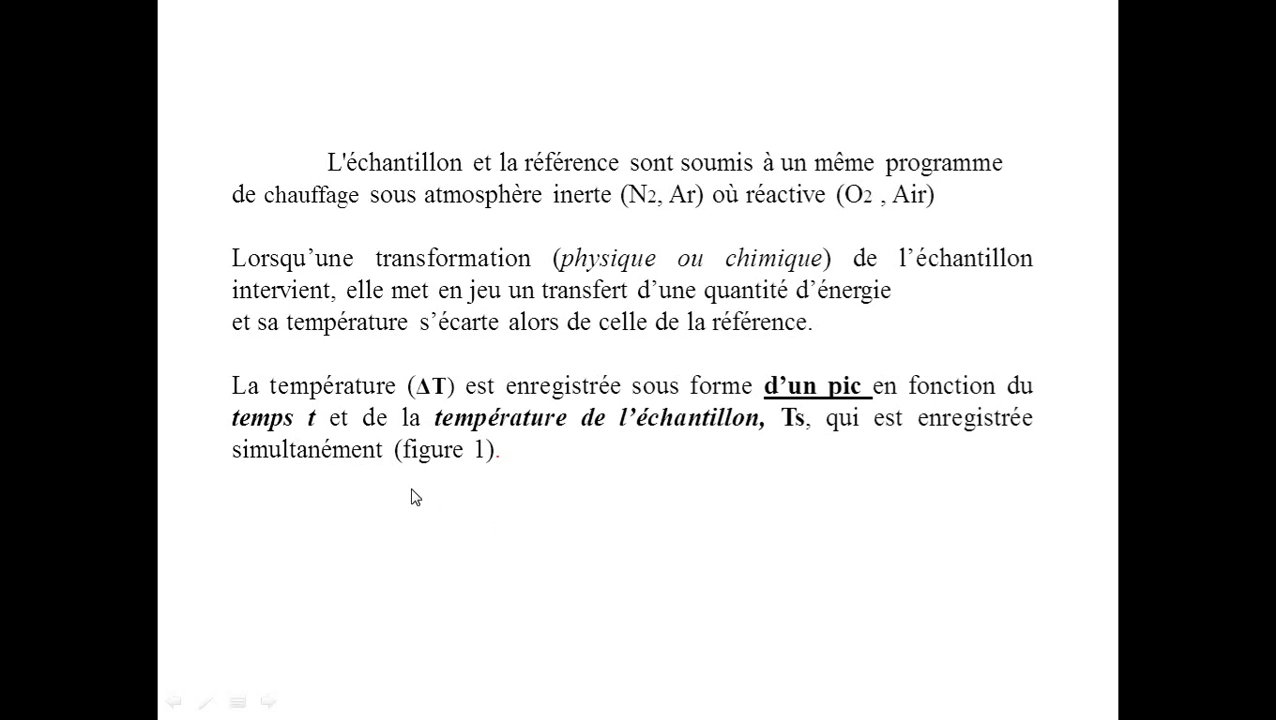 L'échantillon et la référence sont soumis à un même programme
de chauffage sous atmosphère inerte (N2, Ar) où réactive (O2 , Air)
Lorsqu’une transformation (physique ou chimique) de l’échantillon
intervient, elle met en jeu un transfert d’une quantité d’énergie
et sa température s’écarte alors de celle de la référence.
La température (ΔT) est enregistrée sous forme d’un pic en fonction du
temps t et de la température de l’échantillon, Ts, qui est enregistrée
simultanément (figure 1).